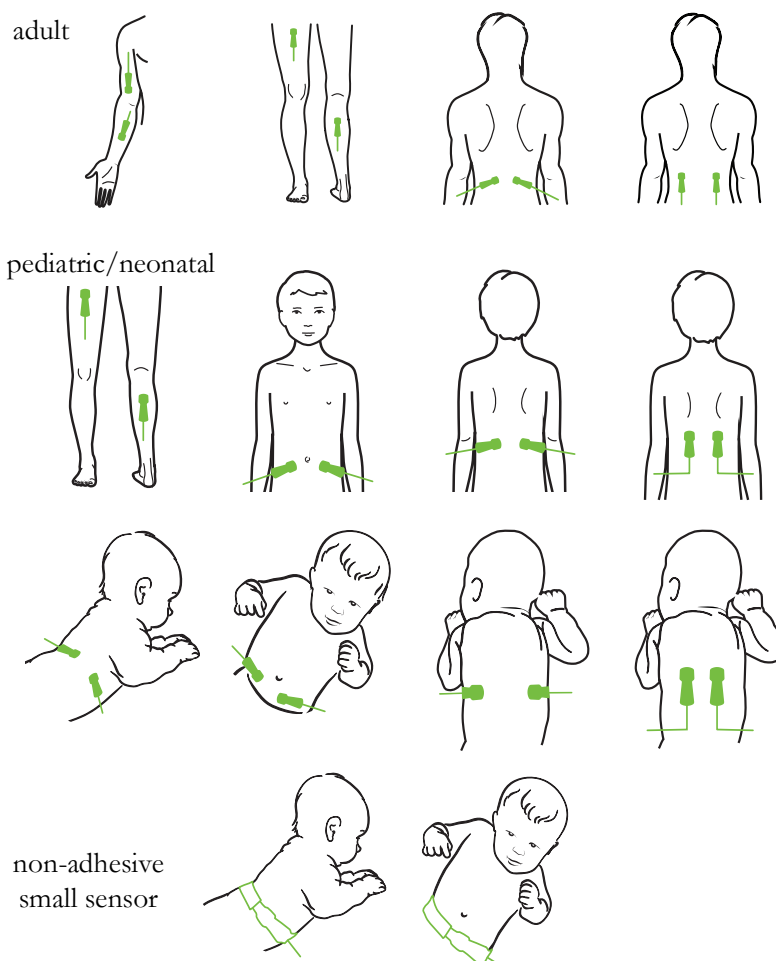 adult
pediatric/neonatal
non-adhesive
small sensor